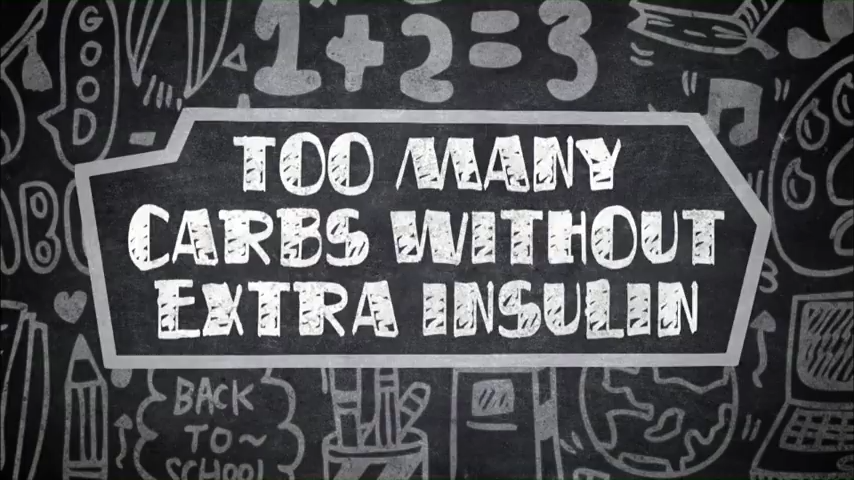 GOOD
1+2=3
TOO MANY
CARBS WITHOUT
EXTRA INSULIN
BACK
TO~
SCHOOL